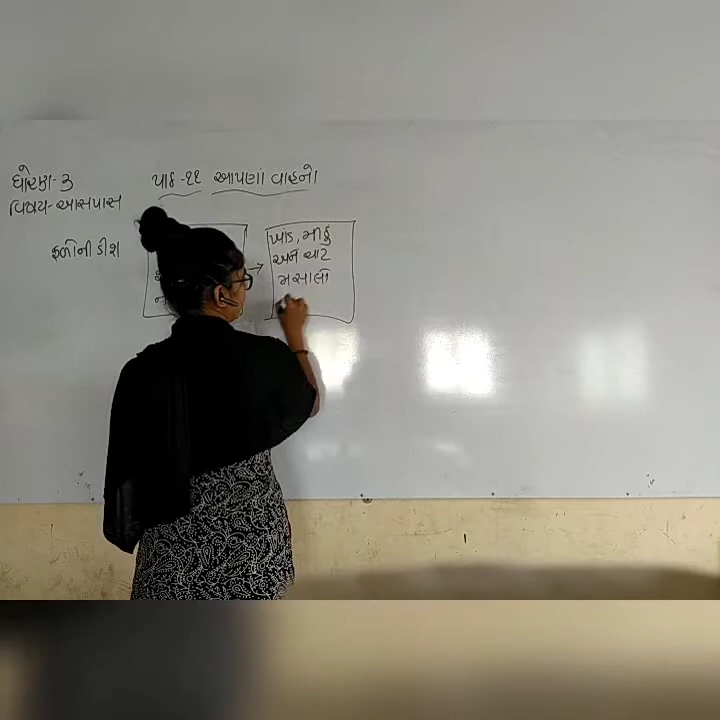 ધોરણ-૩
પાઠ-૨૨ આપણાં વાહનો
વિષય-આસપાસ
ફળોની ડીશ
ખાંડ, મીઠું
અને ચાટ
મસાલો